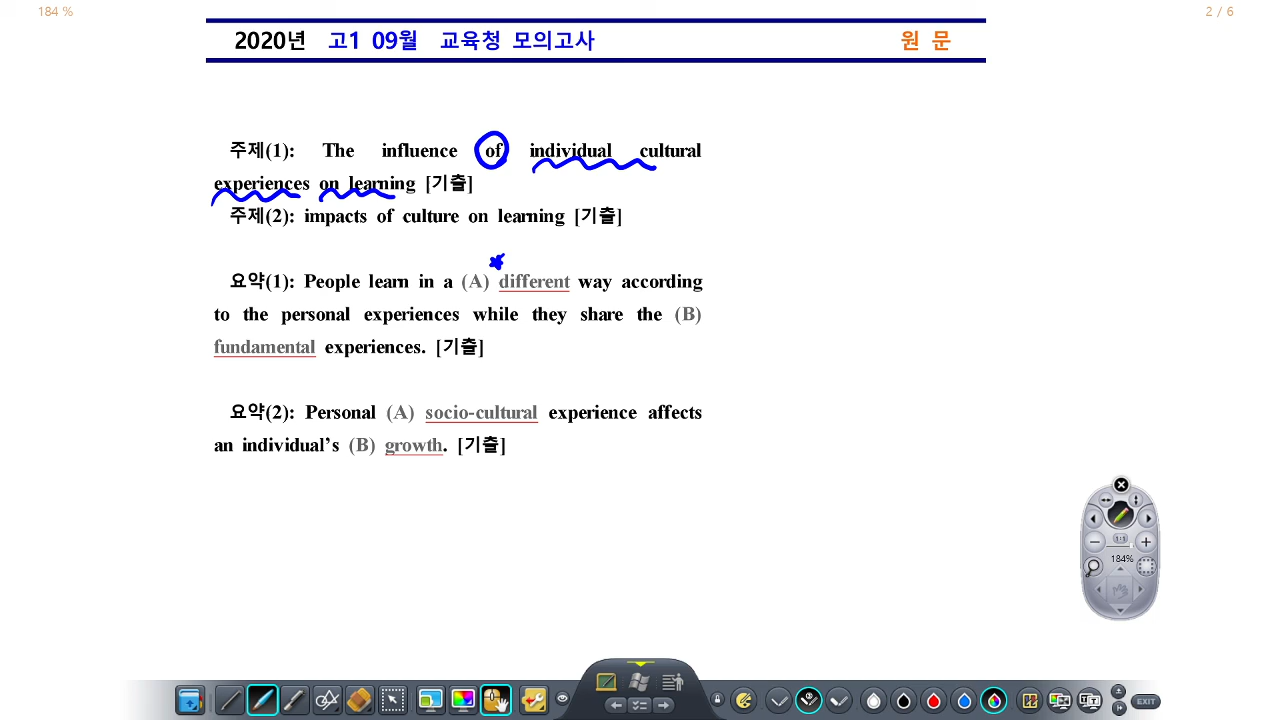 184 %
2 / 6
2020년 고1 09월 교육청 모의고사 원 문
주제(1): The influence of individual cultural
experiences on learning [기출]
주제(2): impacts of culture on learning [기출]
요약(1): People learn in a (A) different way according
to the personal experiences while they share the (B)
fundamental experiences. [기출]
요약(2): Personal (A) socio-cultural experience affects
an individual's (B) growth. [기출]
1:1
184%
EXIT